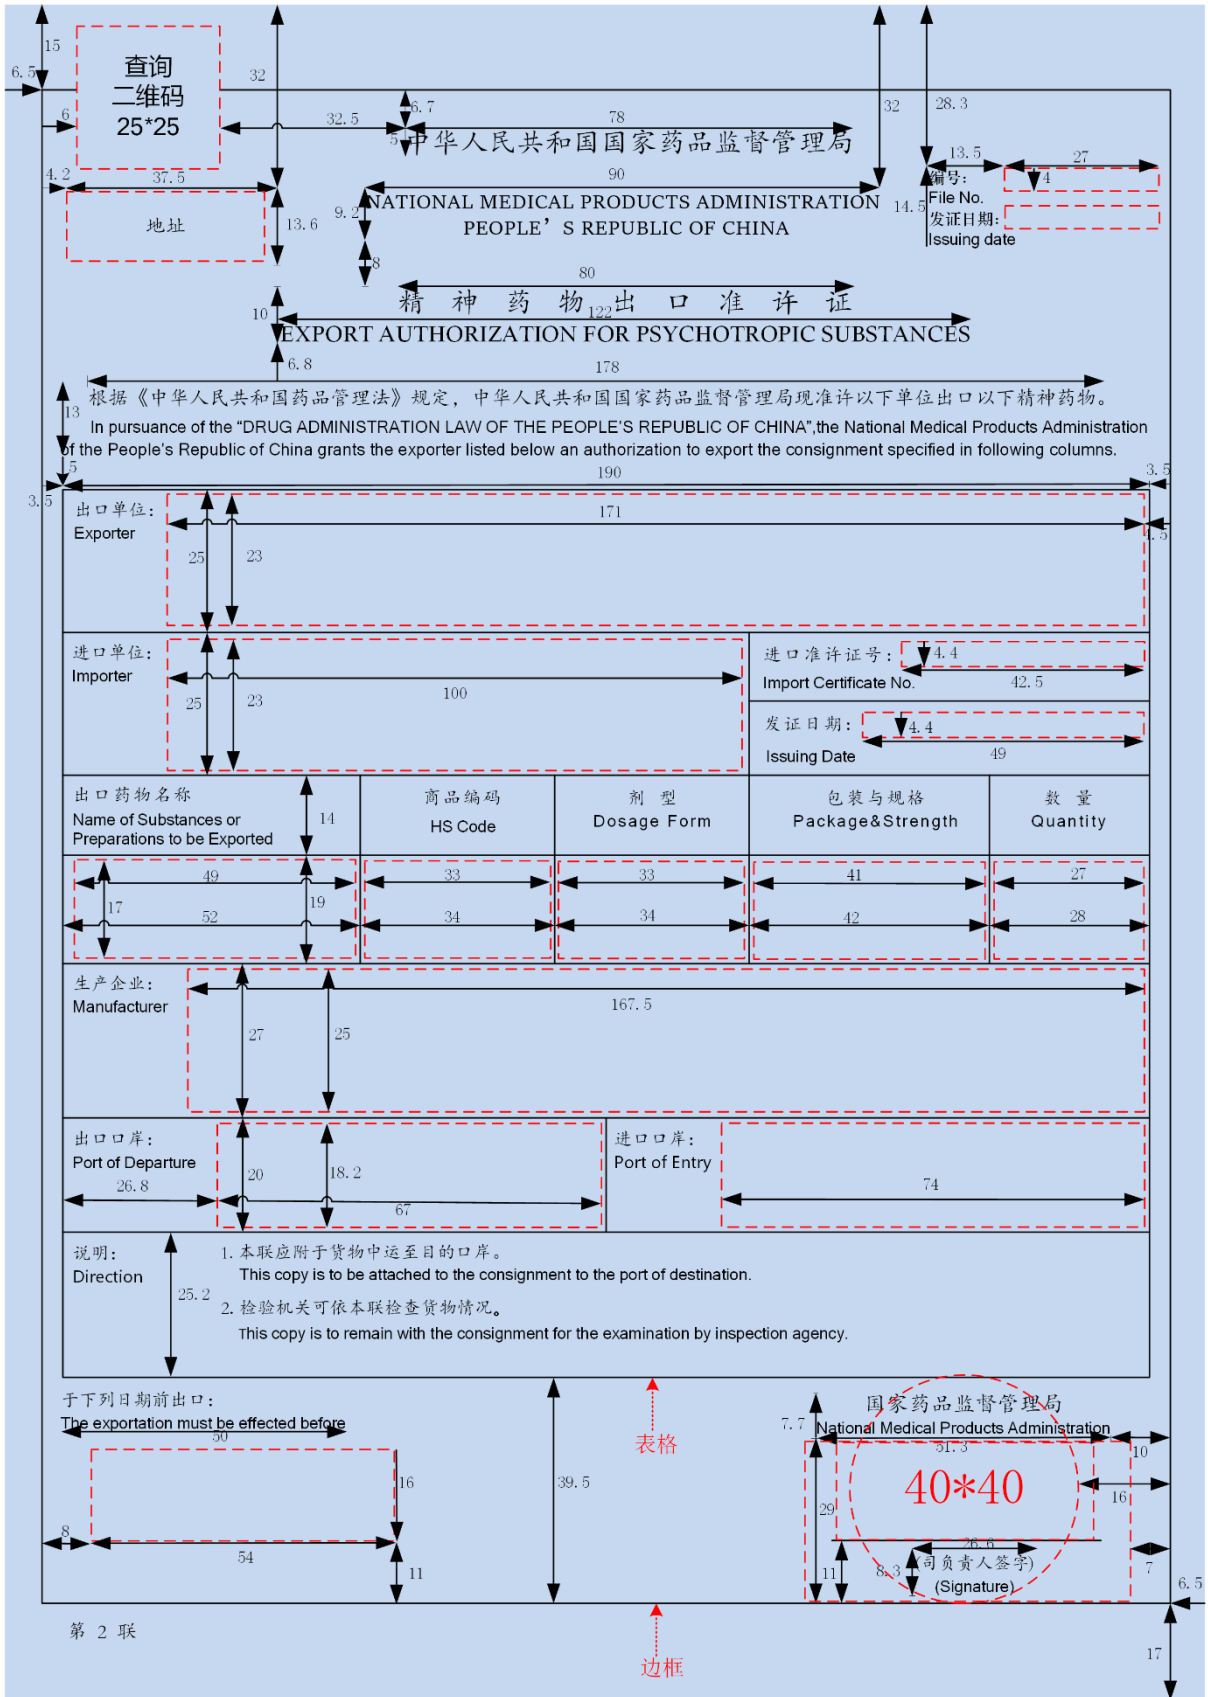 15
6.5
查询
二维码
25*25
6
32
32.5
6.7
5
78
32
28.3
中华人民共和国国家药品监督管理局
13.5
27
4.2
37.5
90
编号:
4
File No.
地址
13.6
9.2
NATIONAL MEDICAL PRODUCTS ADMINISTRATION
PEOPLE’S REPUBLIC OF CHINA
14.5
发证日期:
Issuing date
8
80
精神药物出口准许证
10
122
EXPORT AUTHORIZATION FOR PSYCHOTROPIC SUBSTANCES
6.8
178
13
根据《中华人民共和国药品管理法》规定，中华人民共和国国家药品监督管理局现准许以下单位出口以下精神药物。
In pursuance of the “DRUG ADMINISTRATION LAW OF THE PEOPLE'S REPUBLIC OF CHINA”,the National Medical Products Administration
of the People's Republic of China grants the exporter listed below an authorization to export the consignment specified in following columns.
5
190
3.5
3.5
出口单位:
Exporter
171
4.5
25
23
进口单位:
Importer
100
25
23
进口准许证号:
4.4
Import Certificate No.
42.5
发证日期:
4.4
Issuing Date
49
出口药物名称
Name of Substances or
Preparations to be Exported
14
商品编码
HS Code
剂 型
Dosage Form
包装与规格
Package&Strength
数 量
Quantity
49
33
33
41
27
17
19
52
34
34
42
28
生产企业:
Manufacturer
167.5
27
25
出口口岸:
Port of Departure
20
18.2
26.8
67
进口口岸:
Port of Entry
74
说明:
Direction
25.2
1. 本联应附于货物中运至目的口岸。
This copy is to be attached to the consignment to the port of destination.
2. 检验机关可依本联检查货物情况。
This copy is to remain with the consignment for the examination by inspection agency.
于下列日期前出口:
The exportation must be effected before
50
16
8
54
11
39.5
表格
国家药品监督管理局
7.7
National Medical Products Administration
51.3
10
40*40
16
29
26.6
(司负责人签字)
(Signature)
11
8.3
7
6.5
第 2 联
边框
17